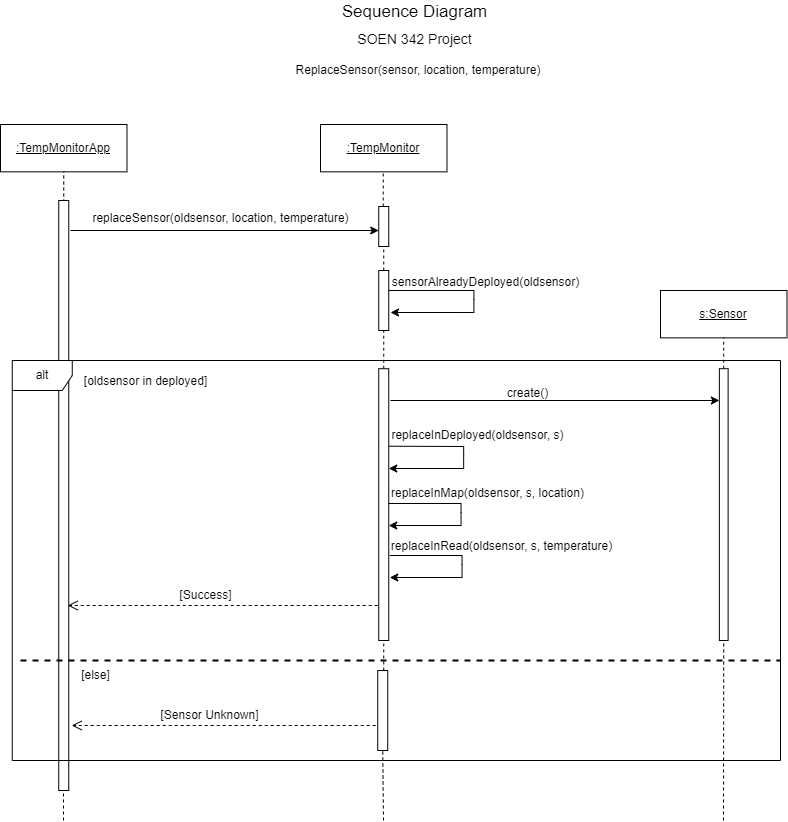 Sequence Diagram
SOEN 342 Project
ReplaceSensor(sensor, location, temperature)
:TempMonitorApp
:TempMonitor
replaceSensor(oldsensor, location, temperature)
sensorAlreadyDeployed(oldsensor)
s:Sensor
alt
[oldsensor in deployed]
create()
replaceInDeployed(oldsensor, s)
replaceInMap(oldsensor, s, location)
replaceInRead(oldsensor, s, temperature)
[Success]
[else]
[Sensor Unknown]